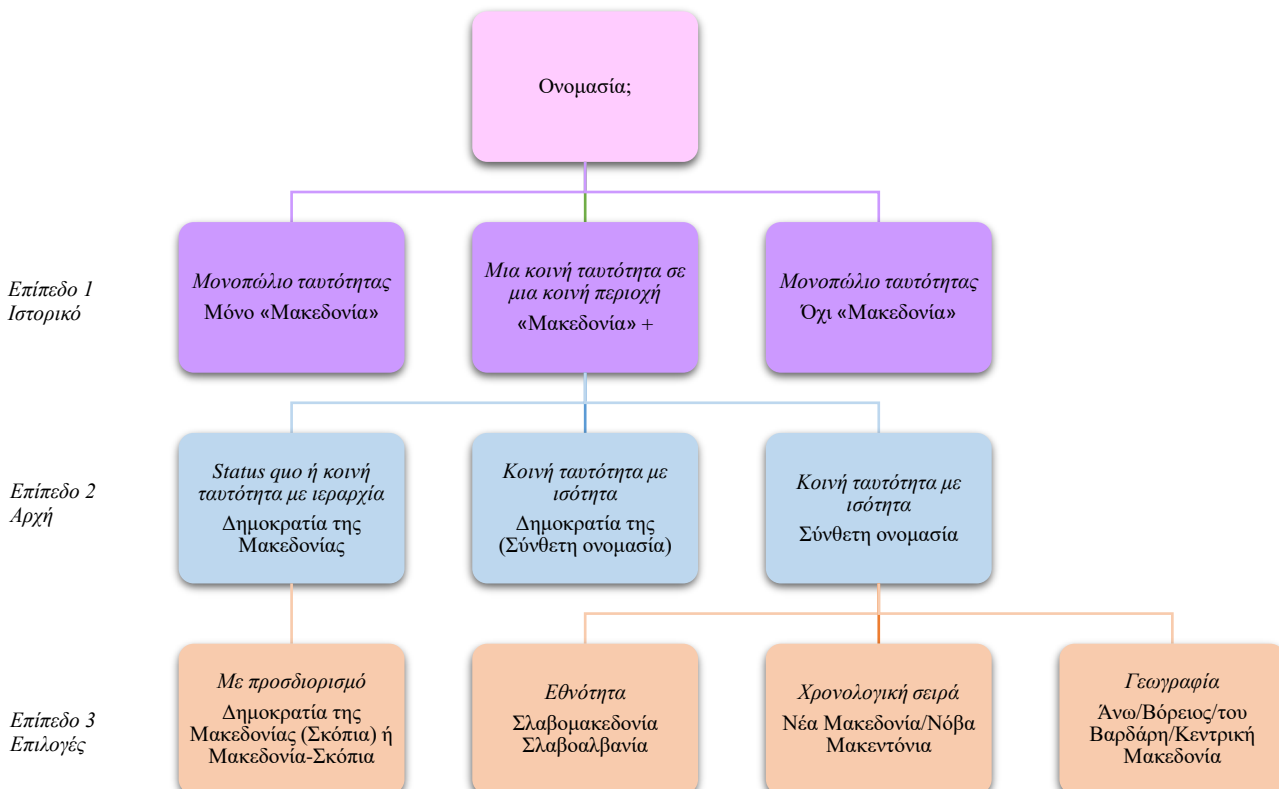 Ονομασία;
Επίπεδο 1
Ιστορικό
Μονοπώλιο ταυτότητας
Μόνο «Μακεδονία»
Μια κοινή ταυτότητα σε
μια κοινή περιοχή
«Μακεδονία» +
Μονοπώλιο ταυτότητας
Όχι «Μακεδονία»
Επίπεδο 2
Αρχή
Status quo ή κοινή
ταυτότητα με ιεραρχία
Δημοκρατία της
Μακεδονίας
Κοινή ταυτότητα με
ισότητα
Δημοκρατία της
(Σύνθετη ονομασία)
Κοινή ταυτότητα με
ισότητα
Σύνθετη ονομασία
Επίπεδο 3
Επιλογές
Με προσδιορισμό
Δημοκρατία της
Μακεδονίας (Σκόπια) ή
Μακεδονία-Σκόπια
Εθνότητα
Σλαβομακεδονία
Σλαβοαλβανία
Χρονολογική σειρά
Νέα Μακεδονία/Νόβα
Μακεντόνια
Γεωγραφία
Άνω/Βόρειος/του
Βαρδάρη/Κεντρική
Μακεδονία